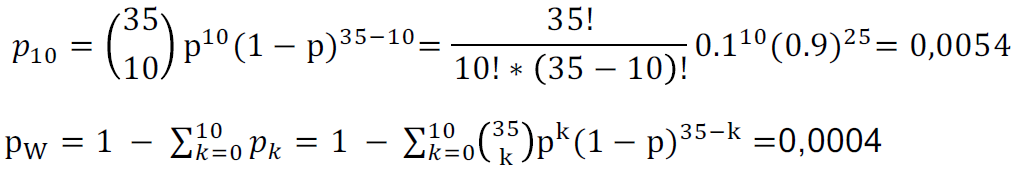 p₁₀ = (35 10) p¹⁰(1 − p)³⁵⁻¹⁰= 35! / 10! ∗ (35 − 10)! 0.1¹⁰(0.9)²⁵= 0,0054
p_W = 1 − ∑_{k=0}^{10} p_k = 1 − ∑_{k=0}^{10} (35 k) p^k (1 − p)^{35−k} =0,0004